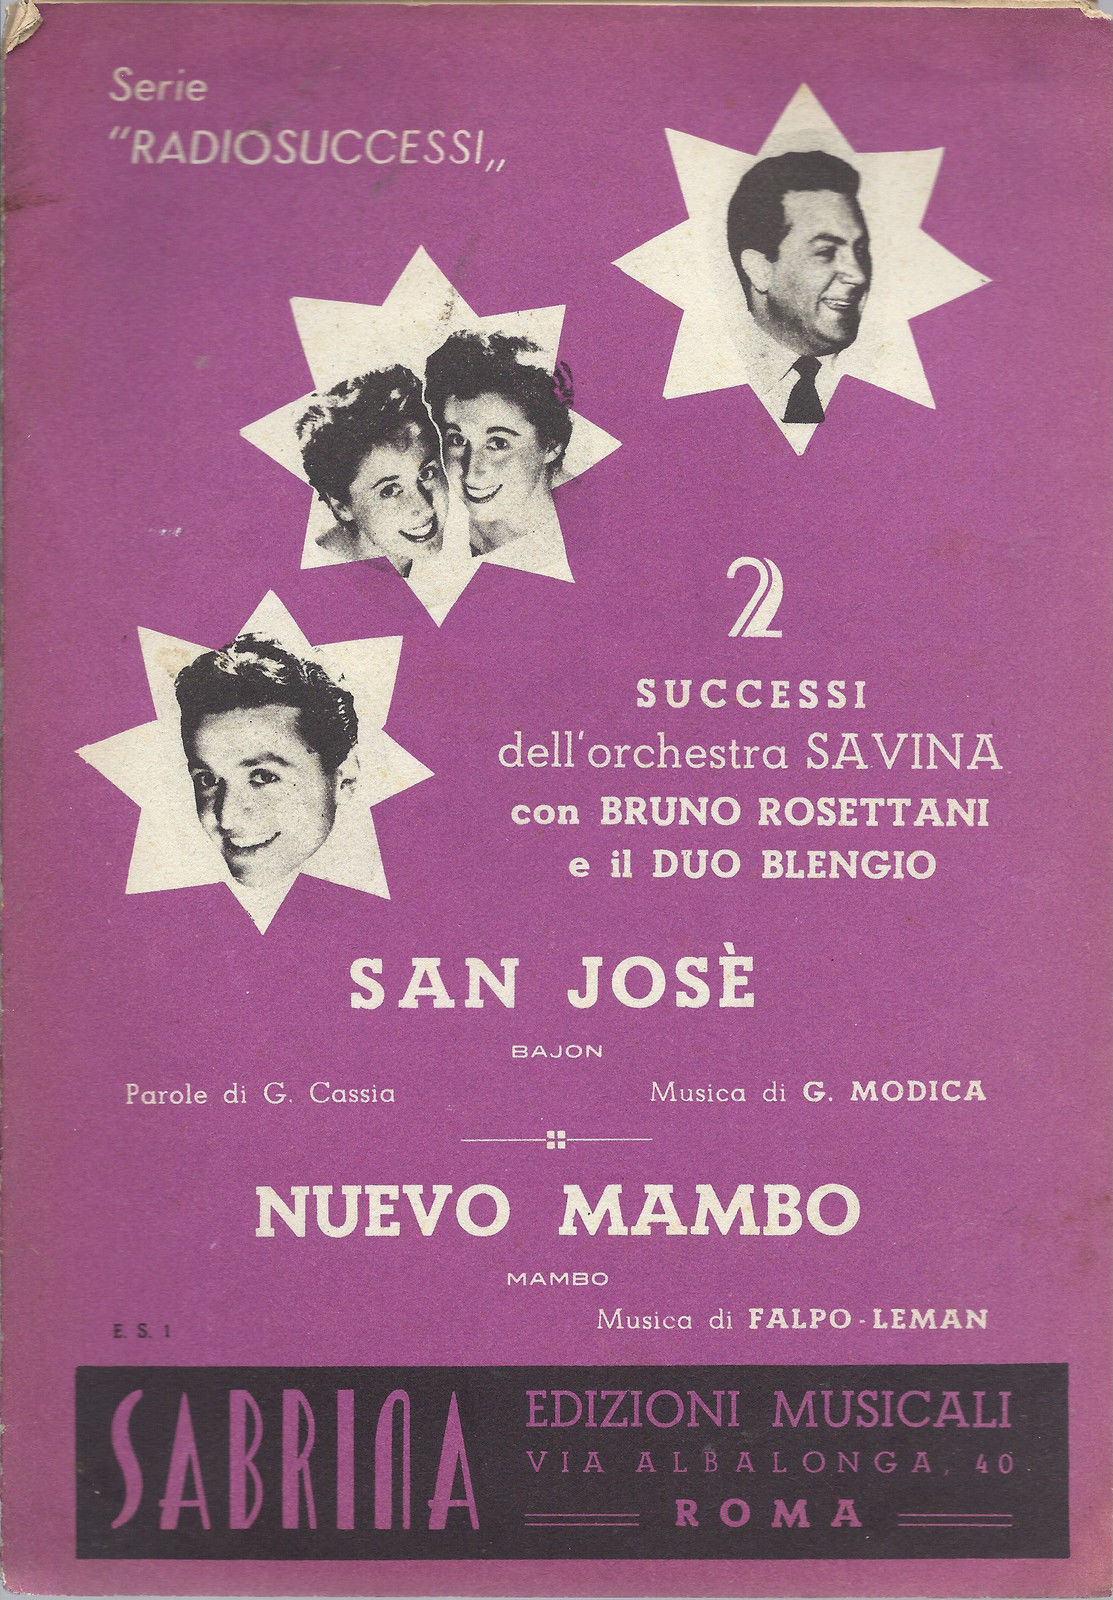 Serie
"RADIOSUCCESSI„
2
SUCCESSI
dell'orchestra SAVINA
con BRUNO ROSETTANI
e il DUO BLENGIO
SAN JOSÈ
BAJON
Parole di G. Cassia
Musica di G. MODICA
NUEVO MAMBO
MAMBO
Musica di FALPO - LEMAN
E. S. 1
SABRINA
EDIZIONI MUSICALI
VIA ALBALONGA, 40
ROMA